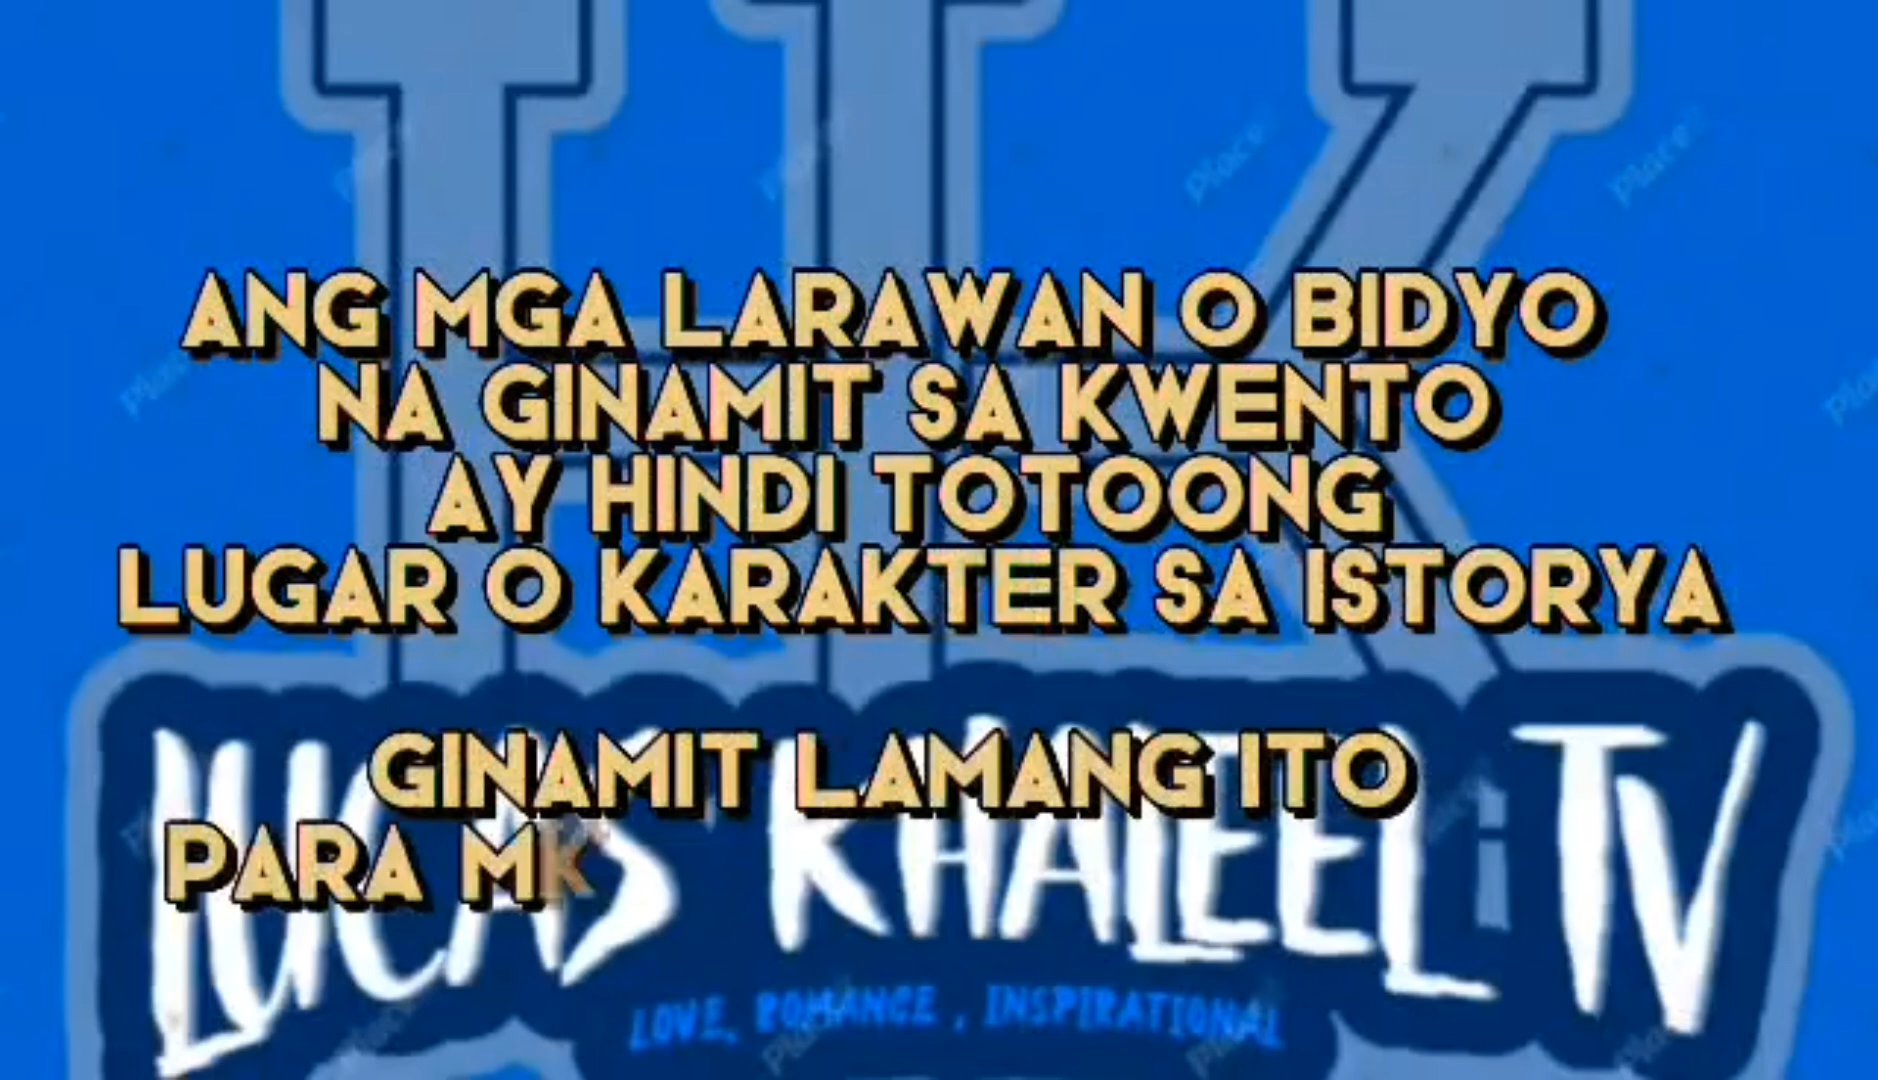 ANG MGA LARAWAN O BIDYO
NA GINAMIT SA KWENTO
AY HINDI TOTOONG
LUGAR O KARAKTER SA ISTORYA
GINAMIT LAMANG ITO
PARA MK
LUCAS KHALEEL TV
LOVE, ROMANCE, INSPIRATIONAL